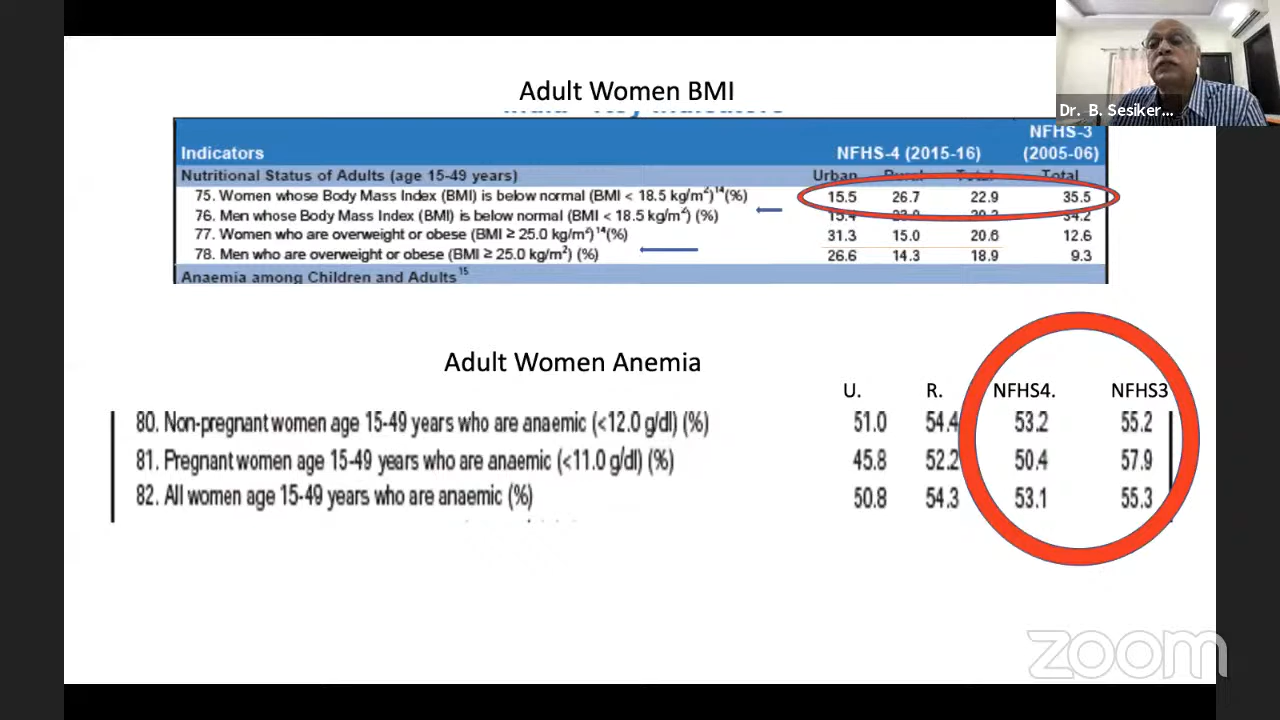 Dr. B. Sesiker...
Adult Women BMI
Indicators NFHS-4 (2015-16) NFHS-3 (2005-06)
Nutritional Status of Adults (age 15-49 years) Urban Rural Total Total
75. Women whose Body Mass Index (BMI) is below normal (BMI < 18.5 kg/m²)¹⁴(%) 15.5 26.7 22.9 35.5
76. Men whose Body Mass Index (BMI) is below normal (BMI < 18.5 kg/m²) (%) 15.4 34.2
77. Women who are overweight or obese (BMI ≥ 25.0 kg/m²)¹⁴(%) 31.3 15.0 20.6 12.6
78. Men who are overweight or obese (BMI ≥ 25.0 kg/m²) (%) 26.6 14.3 18.9 9.3
Anaemia among Children and Adults¹⁵
Adult Women Anemia
U. R. NFHS4. NFHS3
80. Non-pregnant women age 15-49 years who are anaemic (<12.0 g/dl) (%) 51.0 54.4 53.2 55.2
81. Pregnant women age 15-49 years who are anaemic (<11.0 g/dl) (%) 45.8 52.2 50.4 57.9
82. All women age 15-49 years who are anaemic (%) 50.8 54.3 53.1 55.3
zoom